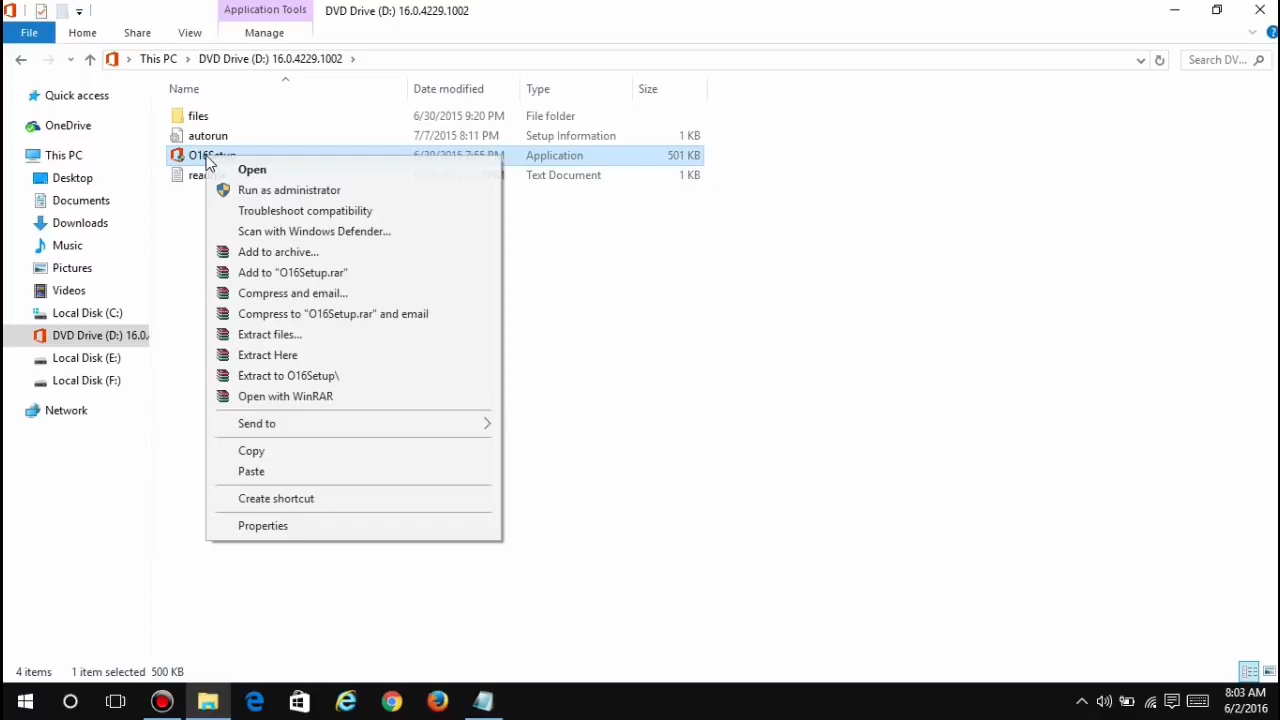 Application Tools
DVD Drive (D:) 16.0.4229.1002
File
Home
Share
View
Manage
This PC
DVD Drive (D:) 16.0.4229.1002
Search DV...
Name
Date modified
Type
Size
files
6/30/2015 9:20 PM
File folder
autorun
7/7/2015 8:11 PM
Setup Information
1 KB
O16Setup
6/30/2015 7:55 PM
Application
501 KB
Text Document
1 KB
Quick access
OneDrive
This PC
Desktop
Documents
Downloads
Music
Pictures
Videos
Local Disk (C:)
DVD Drive (D:) 16.0.
Local Disk (E:)
Local Disk (F:)
Network
Open
Run as administrator
Troubleshoot compatibility
Scan with Windows Defender...
Add to archive...
Add to "O16Setup.rar"
Compress and email...
Compress to "O16Setup.rar" and email
Extract files...
Extract Here
Extract to O16Setup\
Open with WinRAR
Send to
Copy
Paste
Create shortcut
Properties
4 items
1 item selected 500 KB
8:03 AM
6/2/2016